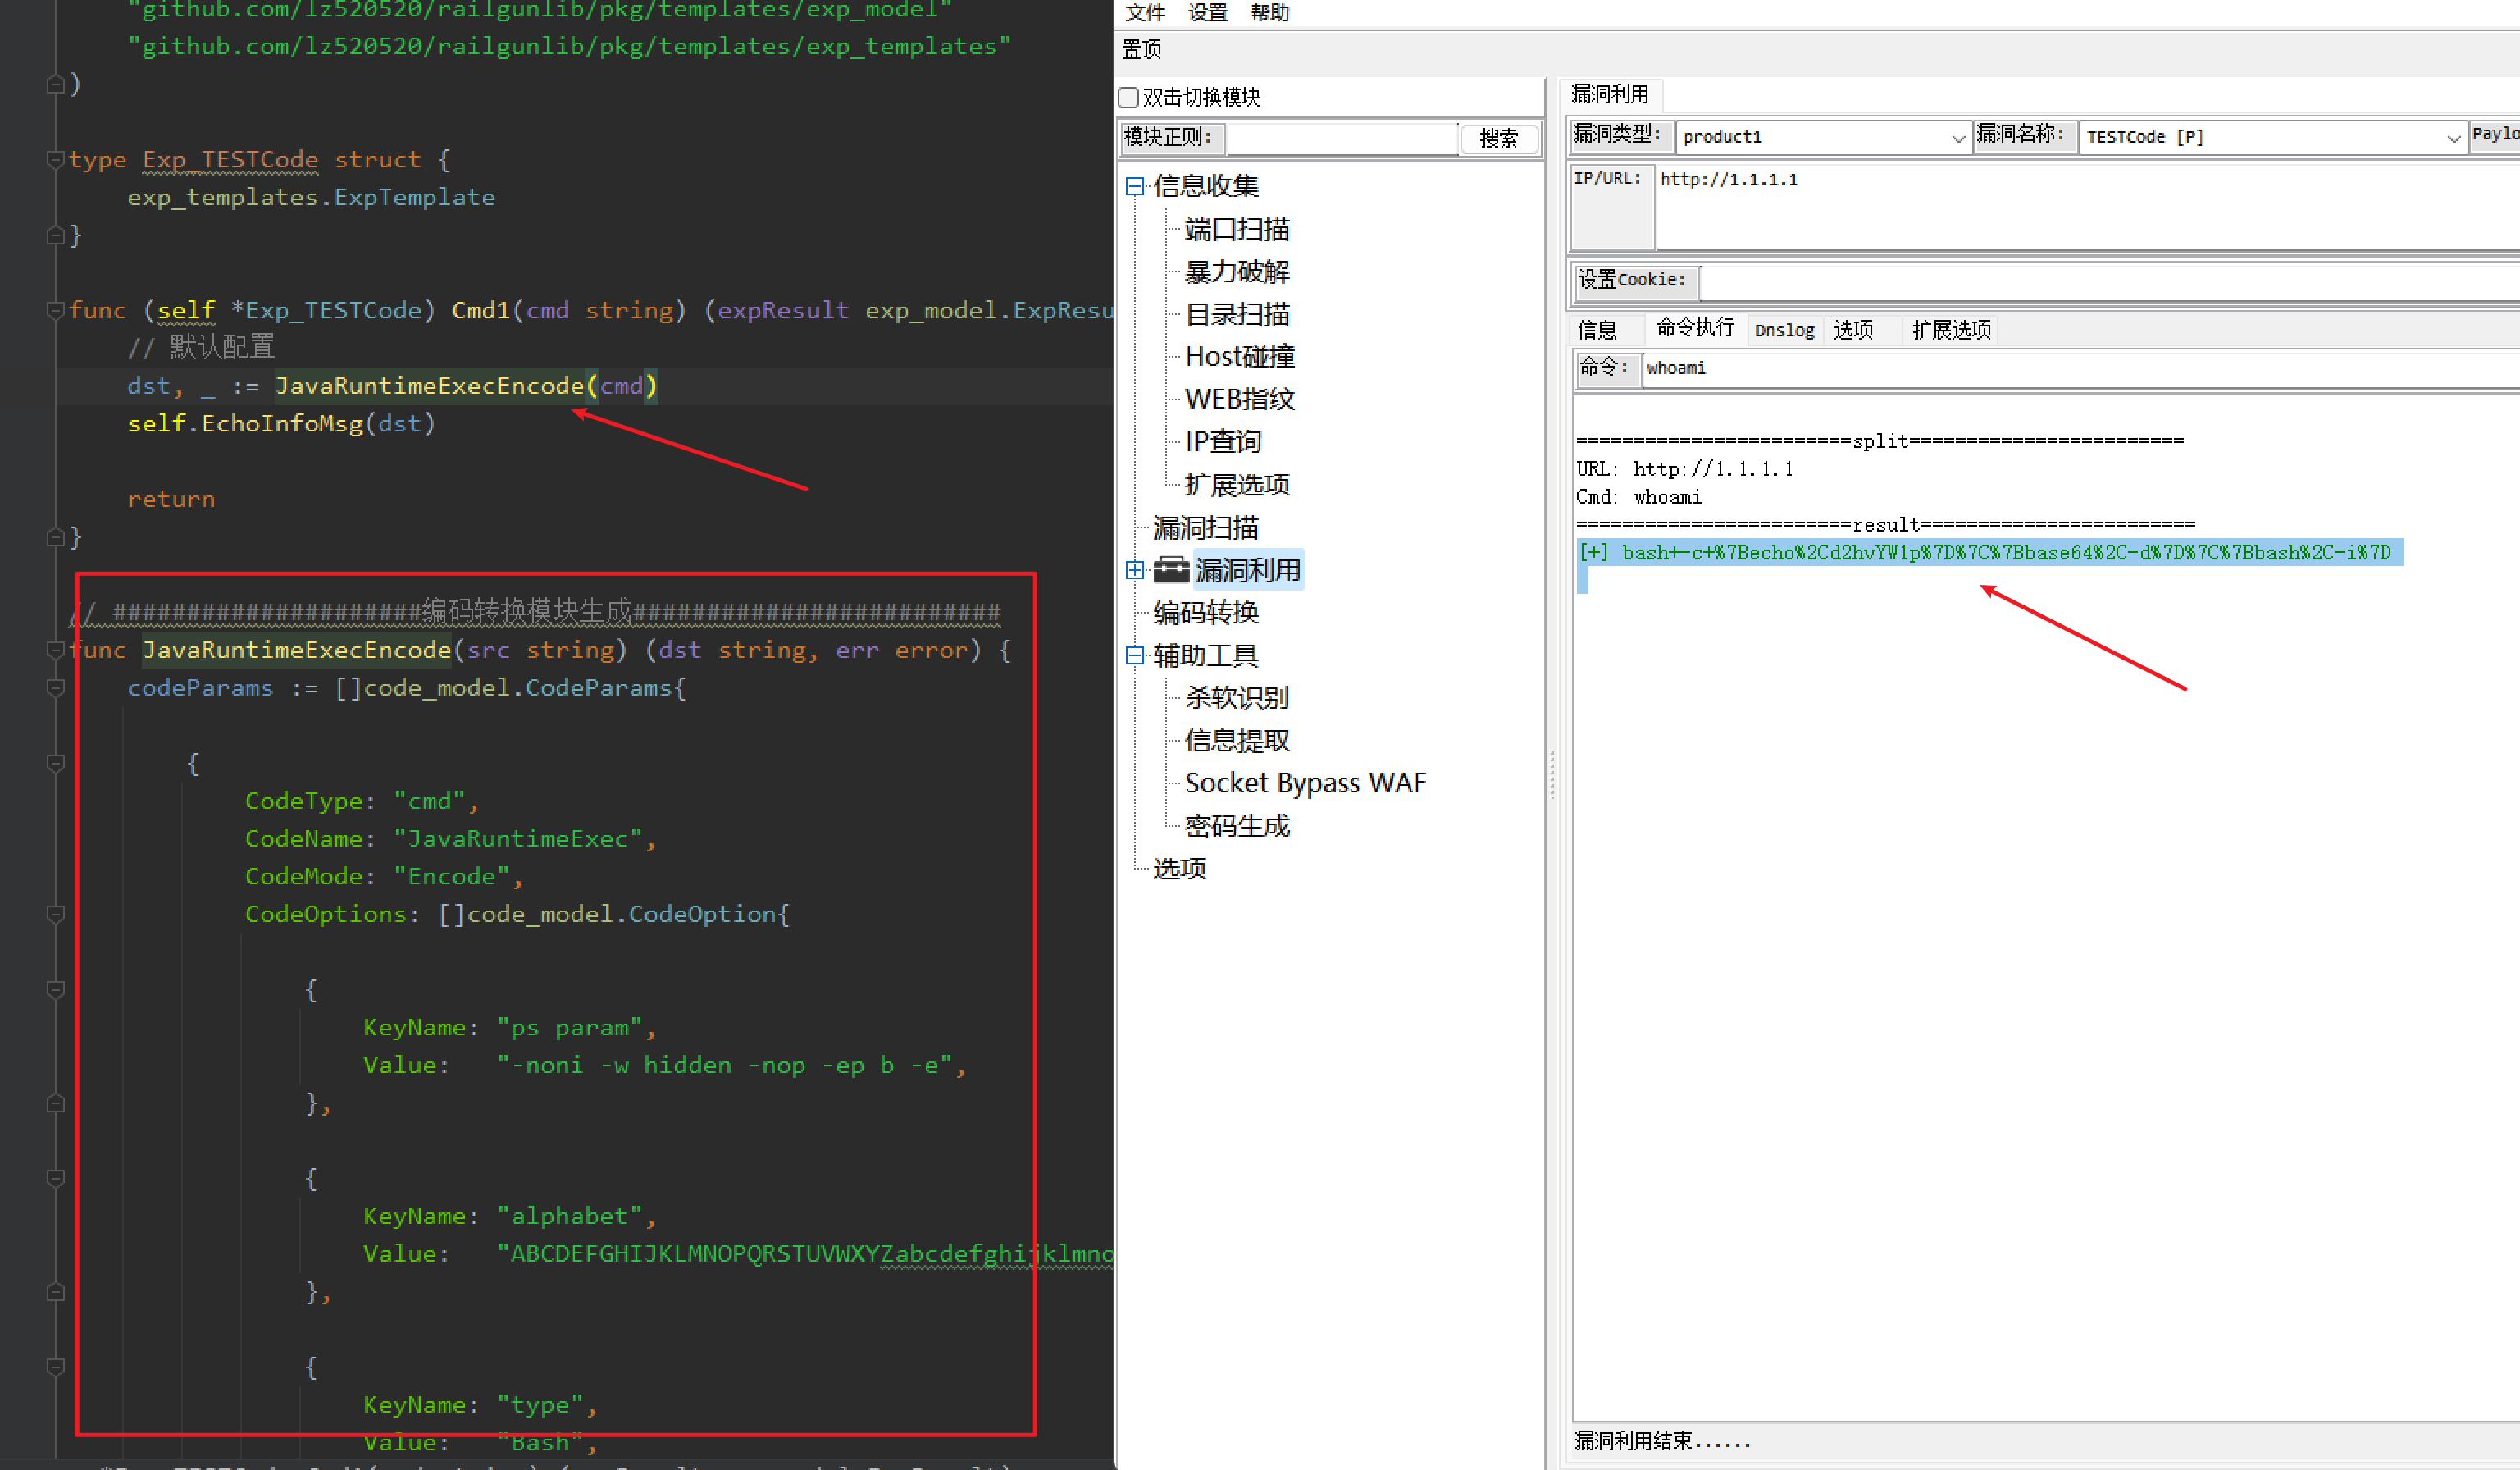 "github.com/lz520520/railgunlib/pkg/templates/exp_model"
"github.com/lz520520/railgunlib/pkg/templates/exp_templates"
)
type Exp_TESTCode struct {
exp_templates.ExpTemplate
}
func (self *Exp_TESTCode) Cmd1(cmd string) (expResult exp_model.ExpResu
// 默认配置
dst, _ := JavaRuntimeExecEncode(cmd)
self.EchoInfoMsg(dst)
return
}
// #####################编码转换模块生成#########################
func JavaRuntimeExecEncode(src string) (dst string, err error) {
codeParams := []code_model.CodeParams{
{
CodeType: "cmd",
CodeName: "JavaRuntimeExec",
CodeMode: "Encode",
CodeOptions: []code_model.CodeOption{
{
KeyName: "ps param",
Value: "-noni -w hidden -nop -ep b -e",
},
{
KeyName: "alphabet",
Value: "ABCDEFGHIJKLMNOPQRSTUVWXYZabcdefghijklmno
},
{
KeyName: "type",
Value: "Bash",
文件 设置 帮助
置顶
双击切换模块
模块正则: 搜索
信息收集
端口扫描
暴力破解
目录扫描
Host碰撞
WEB指纹
IP查询
扩展选项
漏洞扫描
漏洞利用
编码转换
辅助工具
杀软识别
信息提取
Socket Bypass WAF
密码生成
选项
漏洞利用
漏洞类型: product1 漏洞名称: TESTCode [P] Paylo
IP/URL: http://1.1.1.1
设置Cookie:
信息 命令执行 Dnslog 选项 扩展选项
命令: whoami
========================split========================
URL: http://1.1.1.1
Cmd: whoami
========================result========================
[+] bash+-c+%7Becho%2Cd2hvYW1p%7D%7C%7Bbase64%2C-d%7D%7C%7Bbash%2C-i%7D
漏洞利用结束......